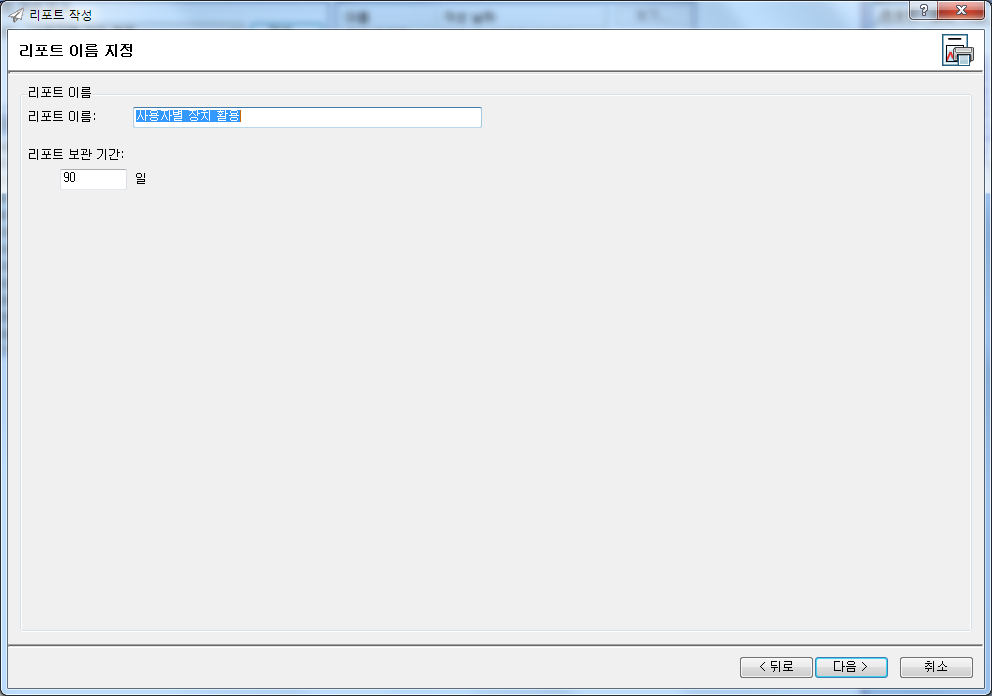 리포트 작성
?
리포트 이름 지정
리포트 이름
리포트 이름: 사용자별 장치 활용
리포트 보관 기간:
90 일
< 뒤로 다음 > 취소